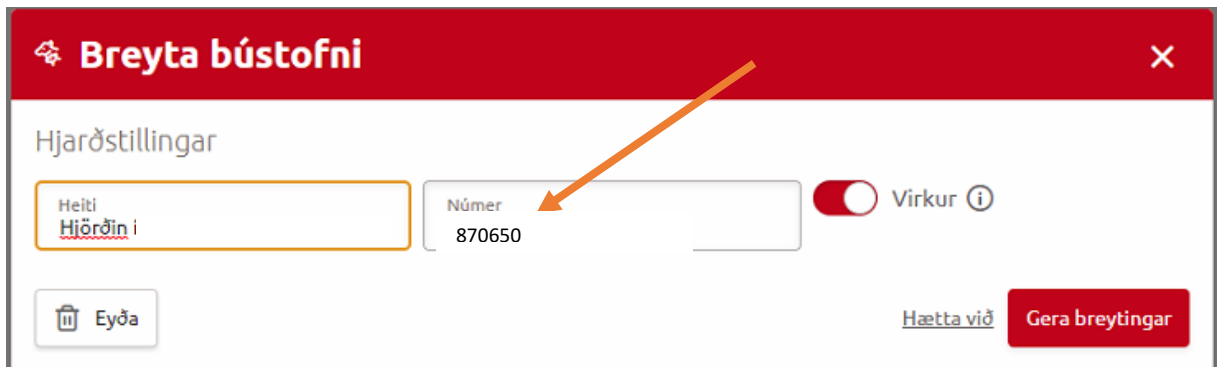 Breyta bústofni
Hjarðstillingar
Heiti
Hjörðin i
Númer
870650
Virkur
Eyða
Hætta við
Gera breytingar